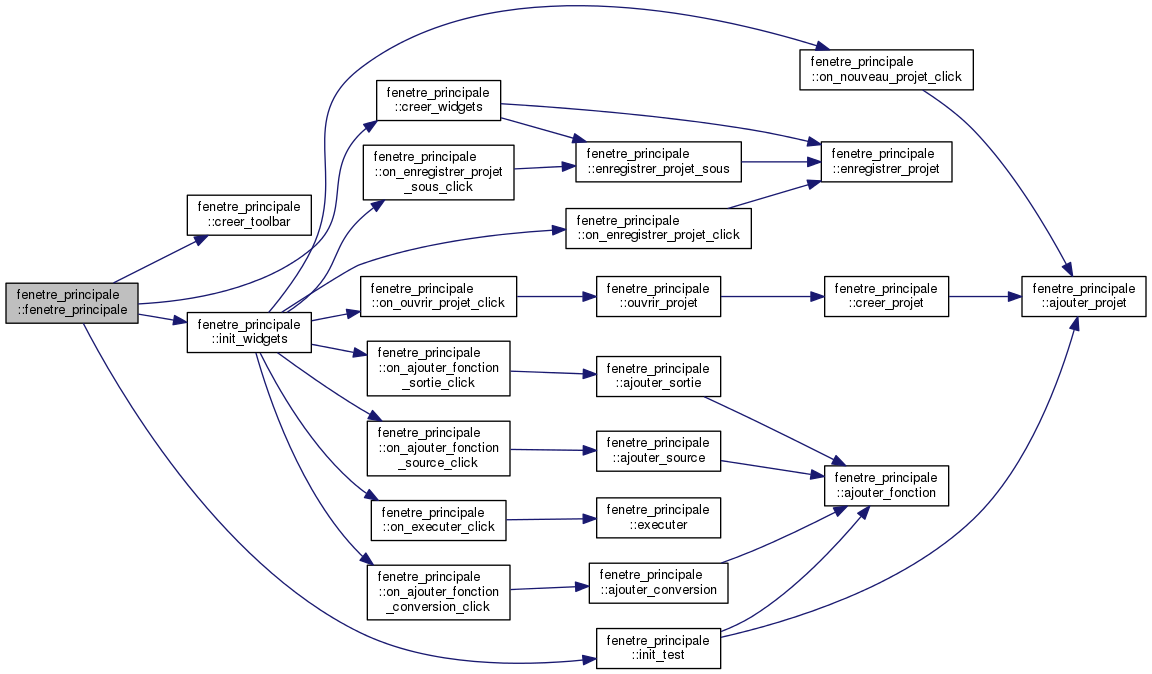 fenetre_principale
::fenetre_principale
fenetre_principale
::creer_toolbar
fenetre_principale
::init_widgets
fenetre_principale
::creer_widgets
fenetre_principale
::on_enregistrer_projet
_sous_click
fenetre_principale
::on_ouvrir_projet_click
fenetre_principale
::on_ajouter_fonction
_sortie_click
fenetre_principale
::on_ajouter_fonction
_source_click
fenetre_principale
::on_executer_click
fenetre_principale
::on_ajouter_fonction
_conversion_click
fenetre_principale
::enregistrer_projet_sous
fenetre_principale
::on_enregistrer_projet_click
fenetre_principale
::ouvrir_projet
fenetre_principale
::ajouter_sortie
fenetre_principale
::ajouter_source
fenetre_principale
::executer
fenetre_principale
::ajouter_conversion
fenetre_principale
::init_test
fenetre_principale
::on_nouveau_projet_click
fenetre_principale
::enregistrer_projet
fenetre_principale
::creer_projet
fenetre_principale
::ajouter_fonction
fenetre_principale
::ajouter_projet